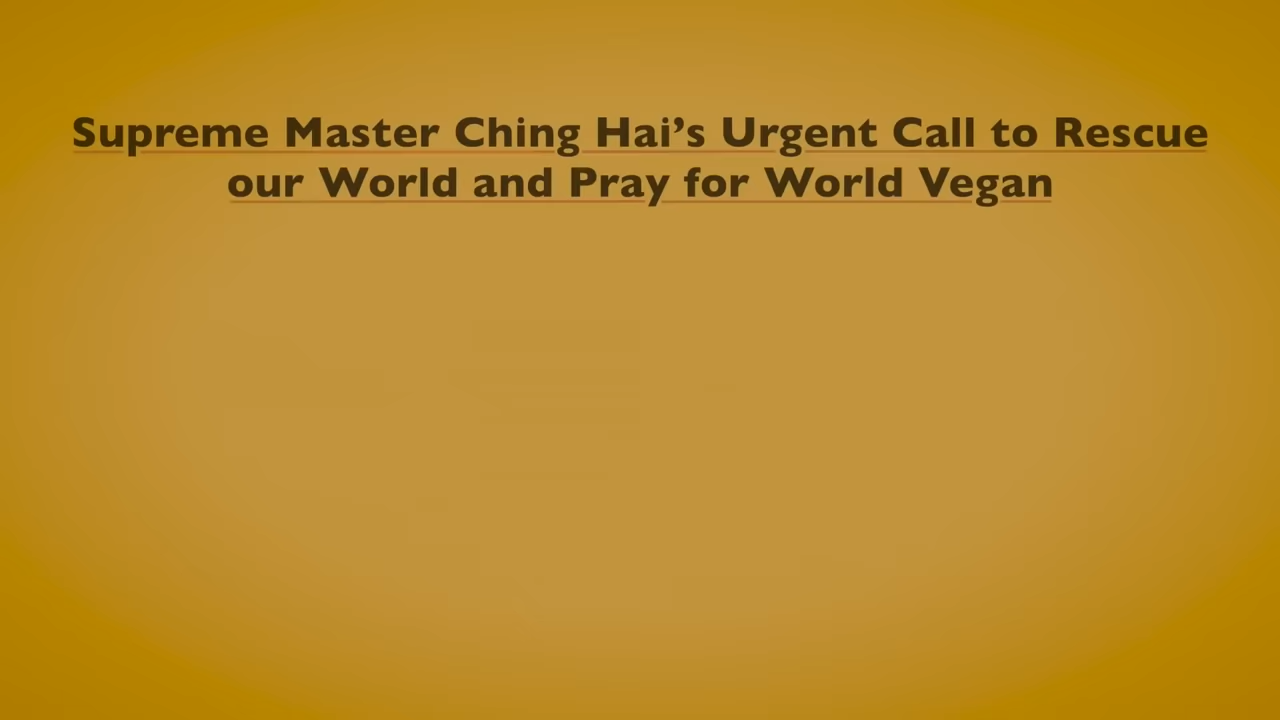 Supreme Master Ching Hai’s Urgent Call to Rescue
our World and Pray for World Vegan